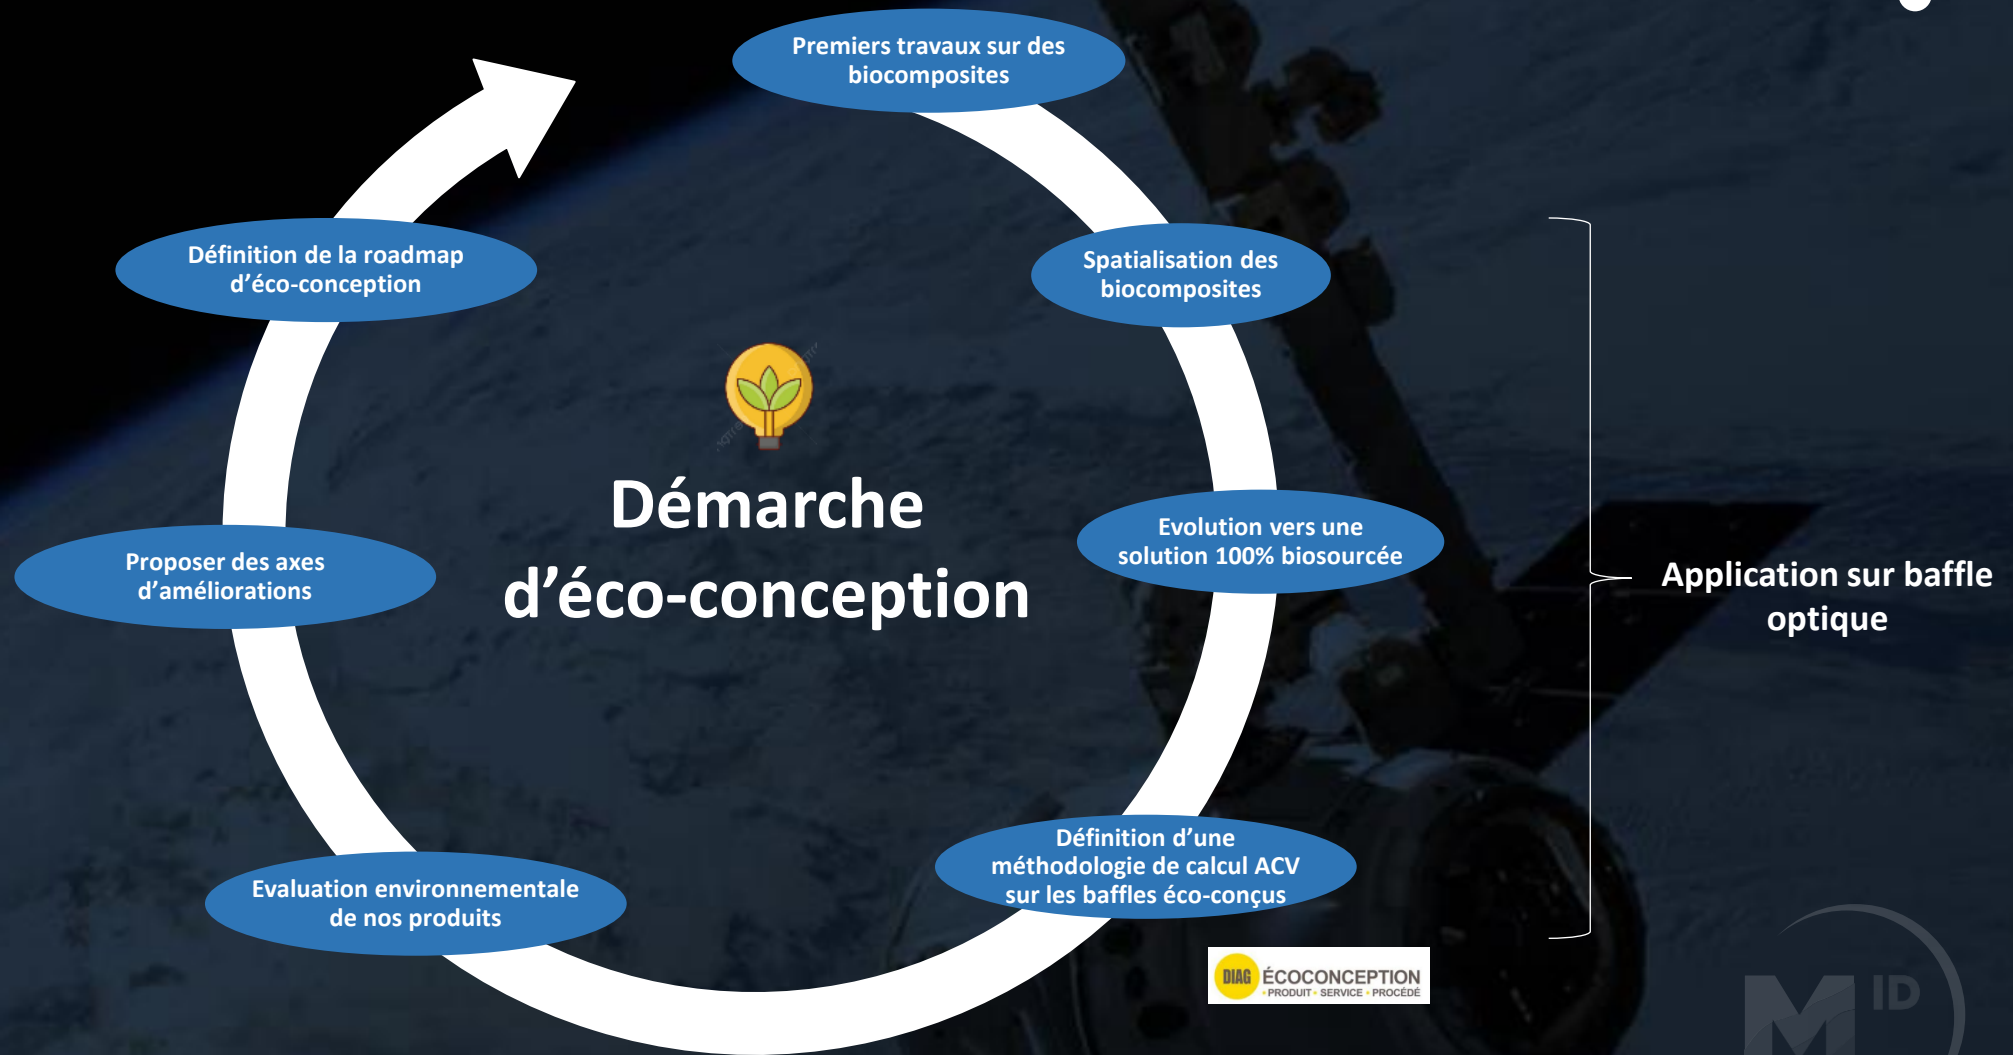 Premiers travaux sur des
biocomposites
Spatialisation des
biocomposites
Evolution vers une
solution 100% biosourcée
Définition d’une
méthodologie de calcul ACV
sur les baffles éco-conçus
Evaluation environnementale
de nos produits
Proposer des axes
d’améliorations
Définition de la roadmap
d’éco-conception
Démarche
d’éco-conception
Application sur baffle
optique
DIAG ÉCOCONCEPTION
• PRODUIT • SERVICE • PROCÉDÉ
M ID